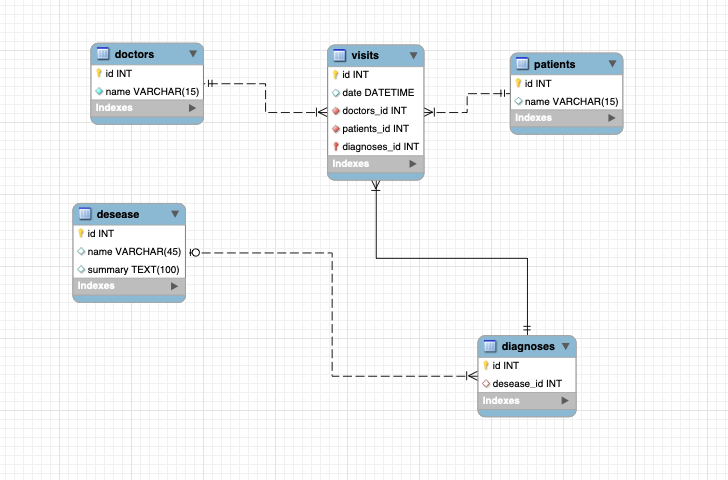 doctors
id INT
name VARCHAR(15)
Indexes
visits
id INT
date DATETIME
doctors_id INT
patients_id INT
diagnoses_id INT
Indexes
patients
id INT
name VARCHAR(15)
Indexes
desease
id INT
name VARCHAR(45)
summary TEXT(100)
Indexes
diagnoses
id INT
desease_id INT
Indexes